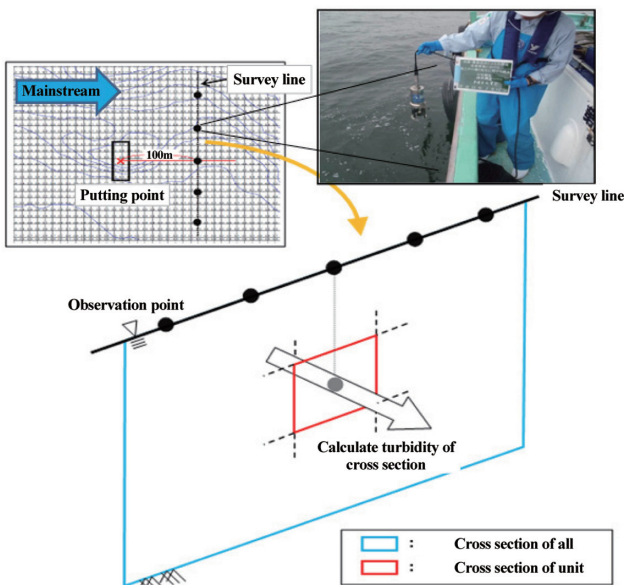 Mainstream
Survey line
100m
Putting point
Survey line
Observation point
Calculate turbidity of
cross section
: Cross section of all
: Cross section of unit